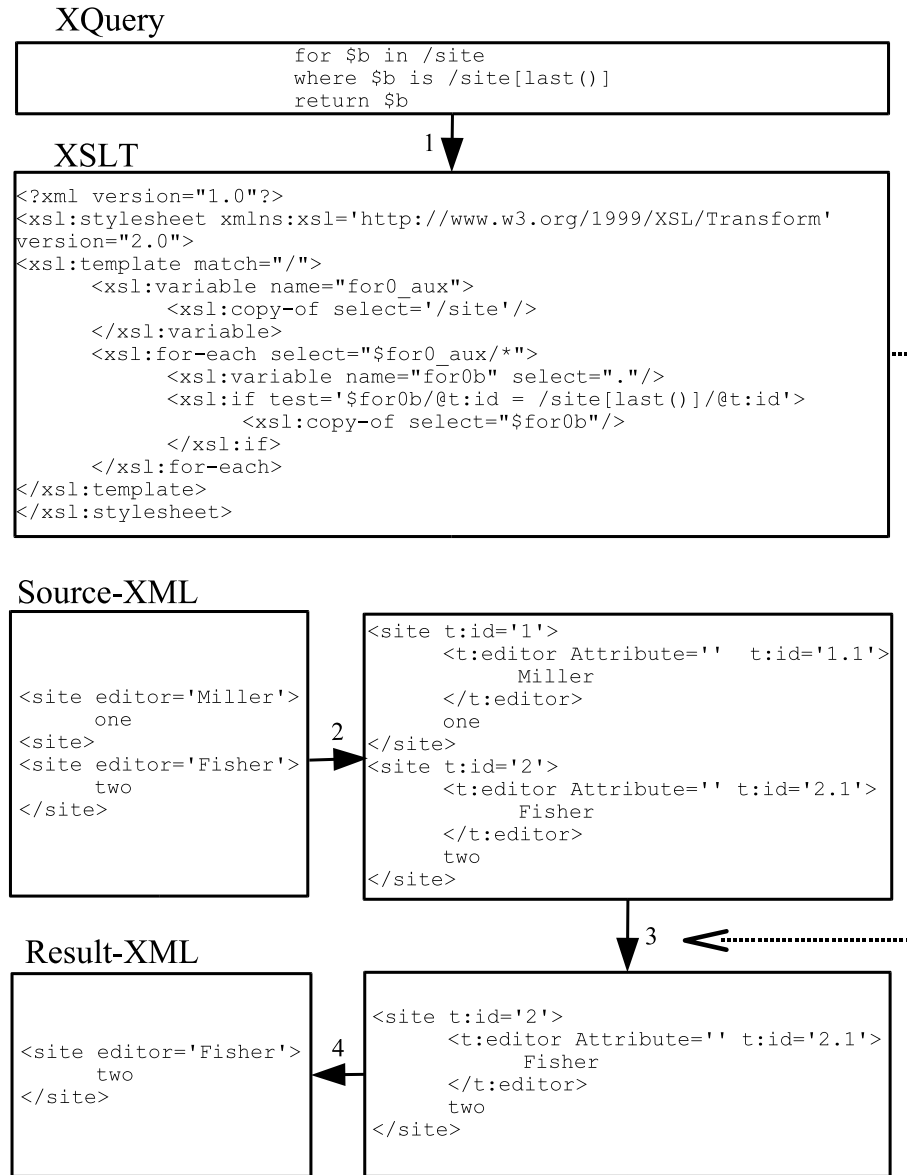 XQuery
for $b in /site
where $b is /site[last()]
return $b
1
XSLT
<?xml version="1.0"?>
<xsl:stylesheet xmlns:xsl='http://www.w3.org/1999/XSL/Transform'
version="2.0">
<xsl:template match="/">
<xsl:variable name="for0_aux">
<xsl:copy-of select='/site'/>
</xsl:variable>
<xsl:for-each select="$for0_aux/*">
<xsl:variable name="for0b" select="."/>
<xsl:if test='$for0b/@t:id = /site[last()]/@t:id'>
<xsl:copy-of select="$for0b"/>
</xsl:if>
</xsl:for-each>
</xsl:template>
</xsl:stylesheet>
Source-XML
<site editor='Miller'>
one
<site>
<site editor='Fisher'>
two
</site>
2
<site t:id='1'>
<t:editor Attribute=''  t:id='1.1'>
Miller
</t:editor>
one
</site>
<site t:id='2'>
<t:editor Attribute='' t:id='2.1'>
Fisher
</t:editor>
two
</site>
3
Result-XML
<site editor='Fisher'>
two
</site>
4
<site t:id='2'>
<t:editor Attribute='' t:id='2.1'>
Fisher
</t:editor>
two
</site>